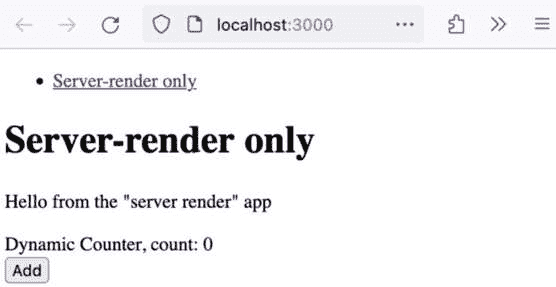 localhost:3000
Server-render only
Server-render only
Hello from the "server render" app
Dynamic Counter, count: 0
Add